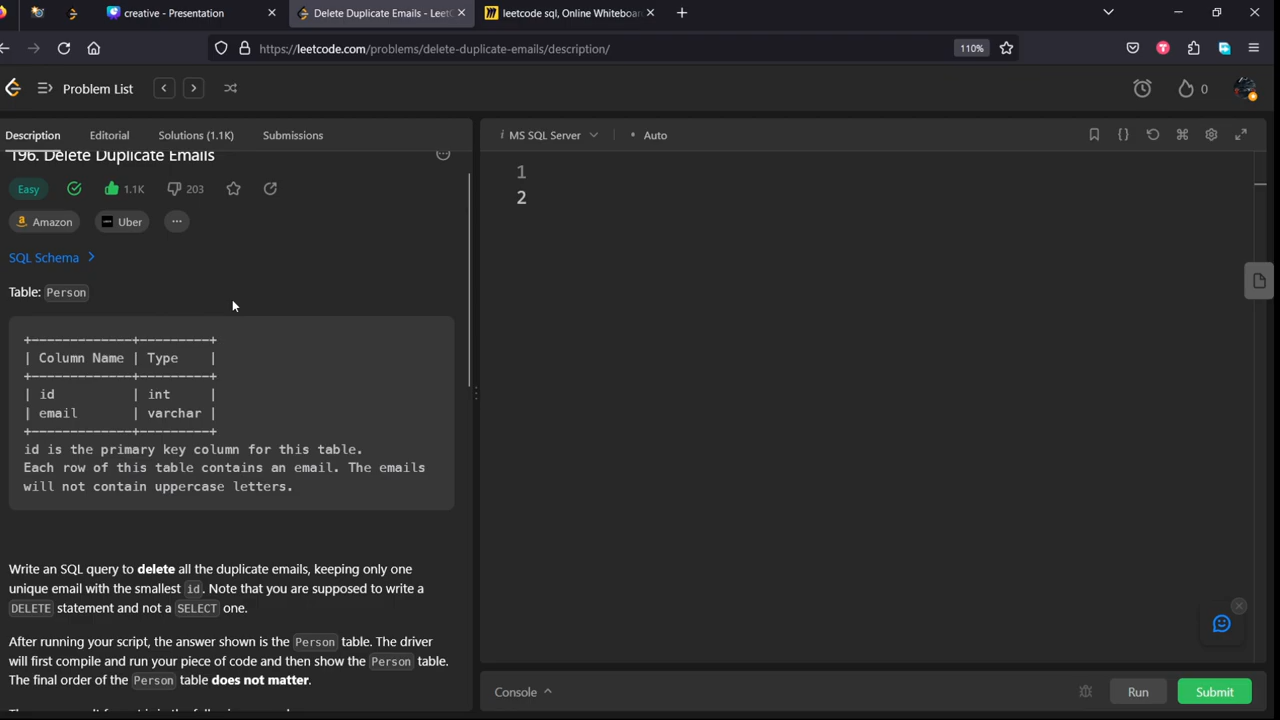 creative - Presentation
Delete Duplicate Emails - LeetC
leetcode sql, Online Whiteboar
https://leetcode.com/problems/delete-duplicate-emails/description/
110%
Problem List
0
Description
Editorial
Solutions (1.1K)
Submissions
i MS SQL Server
• Auto
196. Delete Duplicate Emails
Easy
1.1K
203
Amazon
Uber
SQL Schema
Table: Person
+-------------+---------+
| Column Name | Type    |
+-------------+---------+
| id          | int     |
| email       | varchar |
+-------------+---------+
id is the primary key column for this table.
Each row of this table contains an email. The emails
will not contain uppercase letters.
Write an SQL query to delete all the duplicate emails, keeping only one
unique email with the smallest id. Note that you are supposed to write a
DELETE statement and not a SELECT one.
After running your script, the answer shown is the Person table. The driver
will first compile and run your piece of code and then show the Person table.
The final order of the Person table does not matter.
1
2
Console
Run
Submit